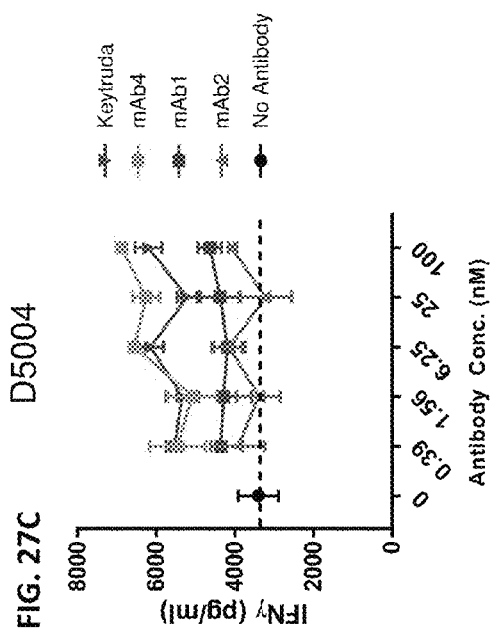 FIG. 27C
D5004
IFNγ (pg/ml)
8000
6000
4000
2000
0
0
0.39
1.56
6.25
25
100
Antibody Conc. (nM)
Keytruda
mAb4
mAb1
mAb2
No Antibody